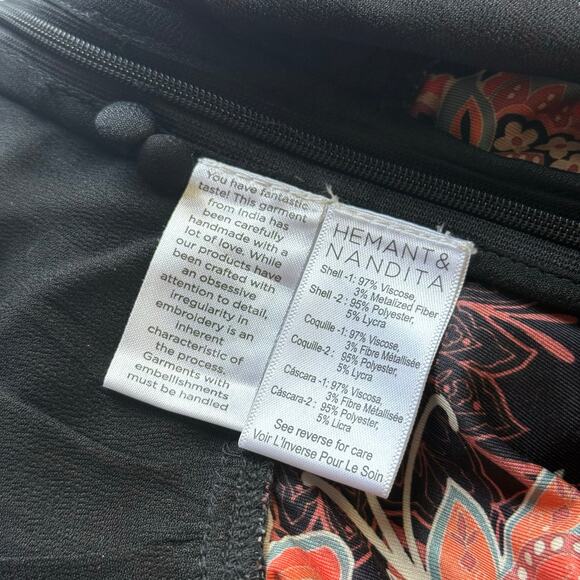 You have fantastic
taste! This garment
from India has
been carefully
handmade with a
lot of love. While
our products have
been crafted with
an obsessive
attention to detail,
irregularity in
embroidery is an
inherent
characteristic of
the process.
Garments with
embellishments
must be handled
HEMANT &
NANDITA
Shell -1: 97% Viscose,
3% Metalized Fiber
Shell -2: 95% Polyester,
5% Lycra
Coquille -1: 97% Viscose,
3% Fibre Métallisée
Coquille-2: 95% Polyester,
5% Lycra
Cáscara -1: 97% Viscosa,
3% Fibre Métallisée
Cáscara-2: 95% Polyester,
5% Licra
See reverse for care
Voir L'Inverse Pour Le Soin